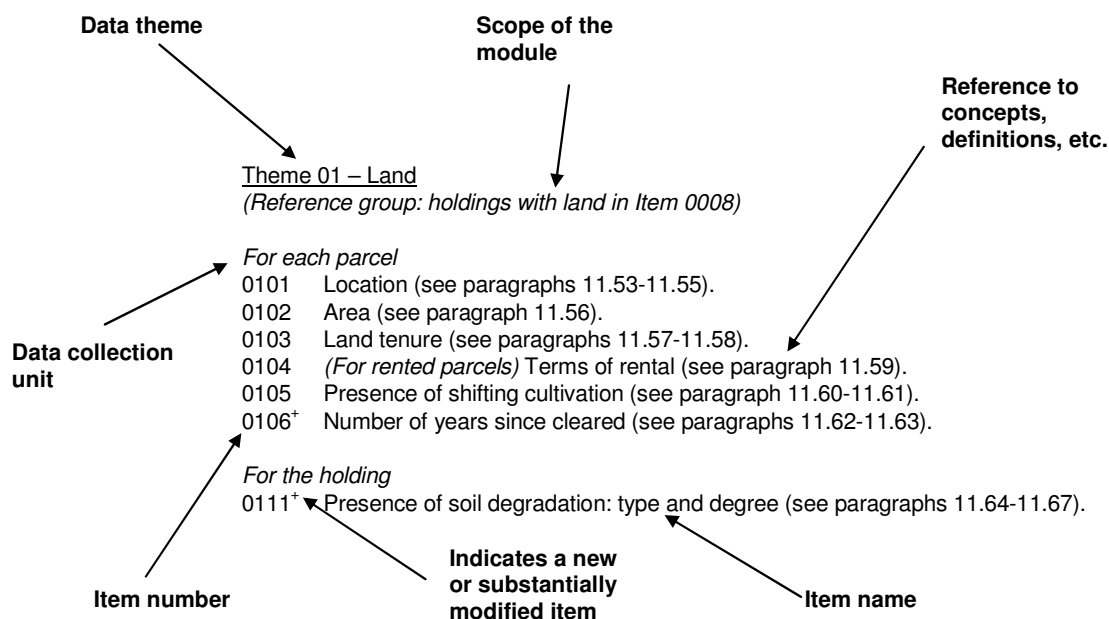 Data theme
Scope of the
module
Reference to
concepts,
definitions, etc.
Theme 01 – Land
(Reference group: holdings with land in Item 0008)
For each parcel
0101 Location (see paragraphs 11.53-11.55).
0102 Area (see paragraph 11.56).
0103 Land tenure (see paragraphs 11.57-11.58).
0104 (For rented parcels) Terms of rental (see paragraph 11.59).
0105 Presence of shifting cultivation (see paragraph 11.60-11.61).
0106+ Number of years since cleared (see paragraphs 11.62-11.63).
Data collection
unit
For the holding
0111+ Presence of soil degradation: type and degree (see paragraphs 11.64-11.67).
Item number
Indicates a new
or substantially
modified item
Item name